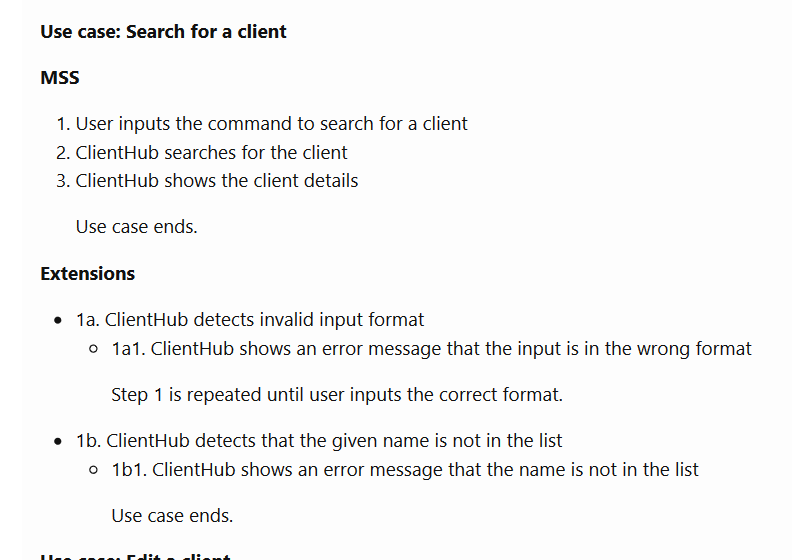 Use case: Search for a client
MSS
1. User inputs the command to search for a client
2. ClientHub searches for the client
3. ClientHub shows the client details
Use case ends.
Extensions
• 1a. ClientHub detects invalid input format
○ 1a1. ClientHub shows an error message that the input is in the wrong format
Step 1 is repeated until user inputs the correct format.
• 1b. ClientHub detects that the given name is not in the list
○ 1b1. ClientHub shows an error message that the name is not in the list
Use case ends.
Use case: Edit a client